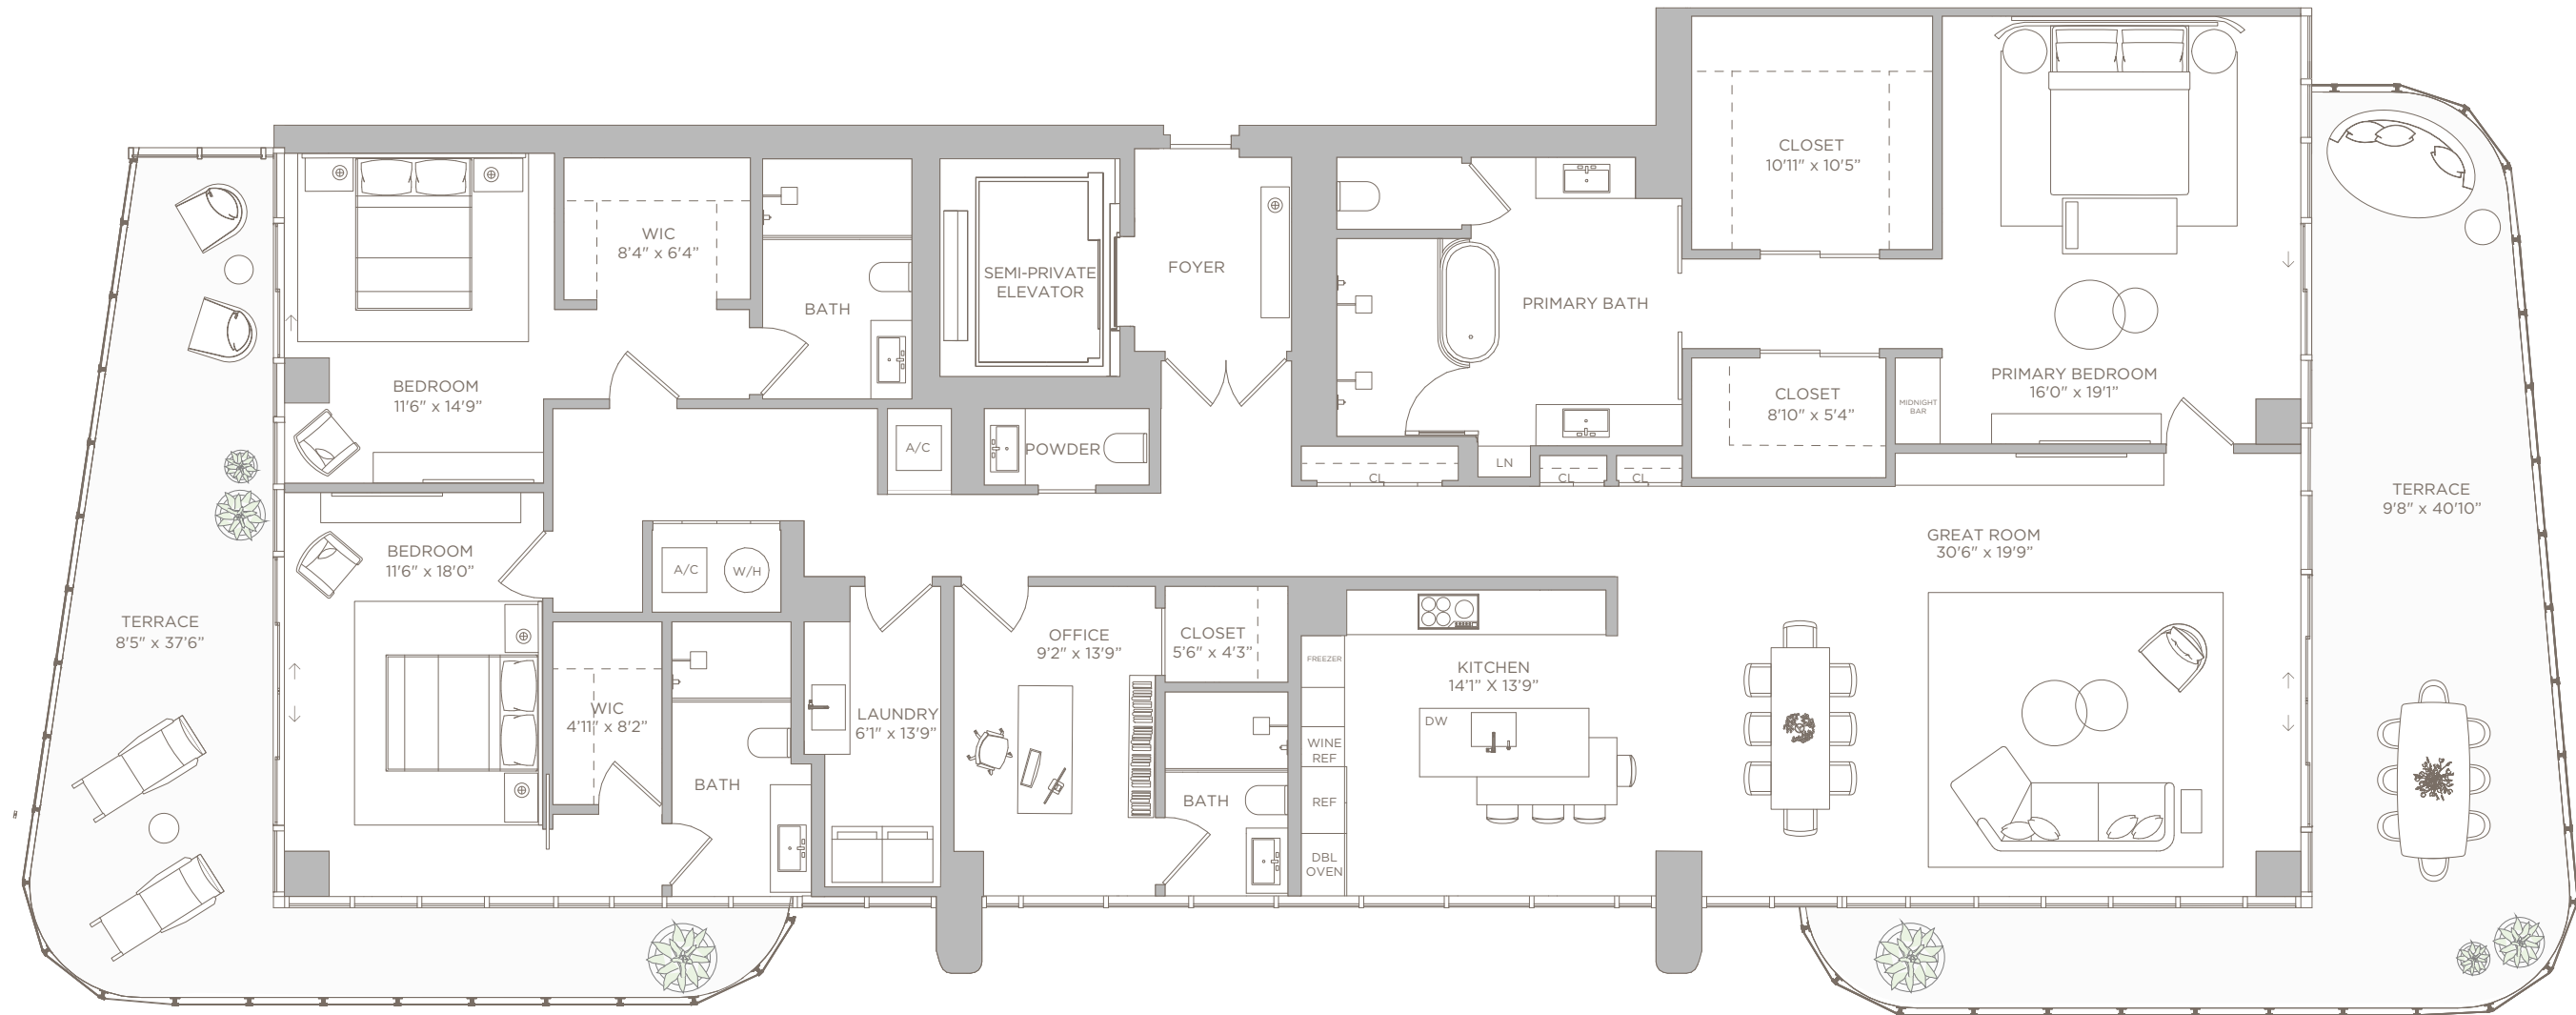 CLOSET
10'11" x 10'5"
WIC
8'4" x 6'4"
SEMI-PRIVATE
ELEVATOR
FOYER
BATH
PRIMARY BATH
BEDROOM
11'6" x 14'9"
PRIMARY BEDROOM
16'0" x 19'1"
CLOSET
8'10" x 5'4"
MIDNIGHT
BAR
A/C
POWDER
CL
LN
CL
CL
TERRACE
9'8" x 40'10"
GREAT ROOM
30'6" x 19'9"
BEDROOM
11'6" x 18'0"
A/C
W/H
TERRACE
8'5" x 37'6"
OFFICE
9'2" x 13'9"
CLOSET
5'6" x 4'3"
FREEZER
KITCHEN
14'1" X 13'9"
WIC
4'11" x 8'2"
LAUNDRY
6'1" x 13'9"
DW
WINE
REF
BATH
BATH
REF
DBL
OVEN